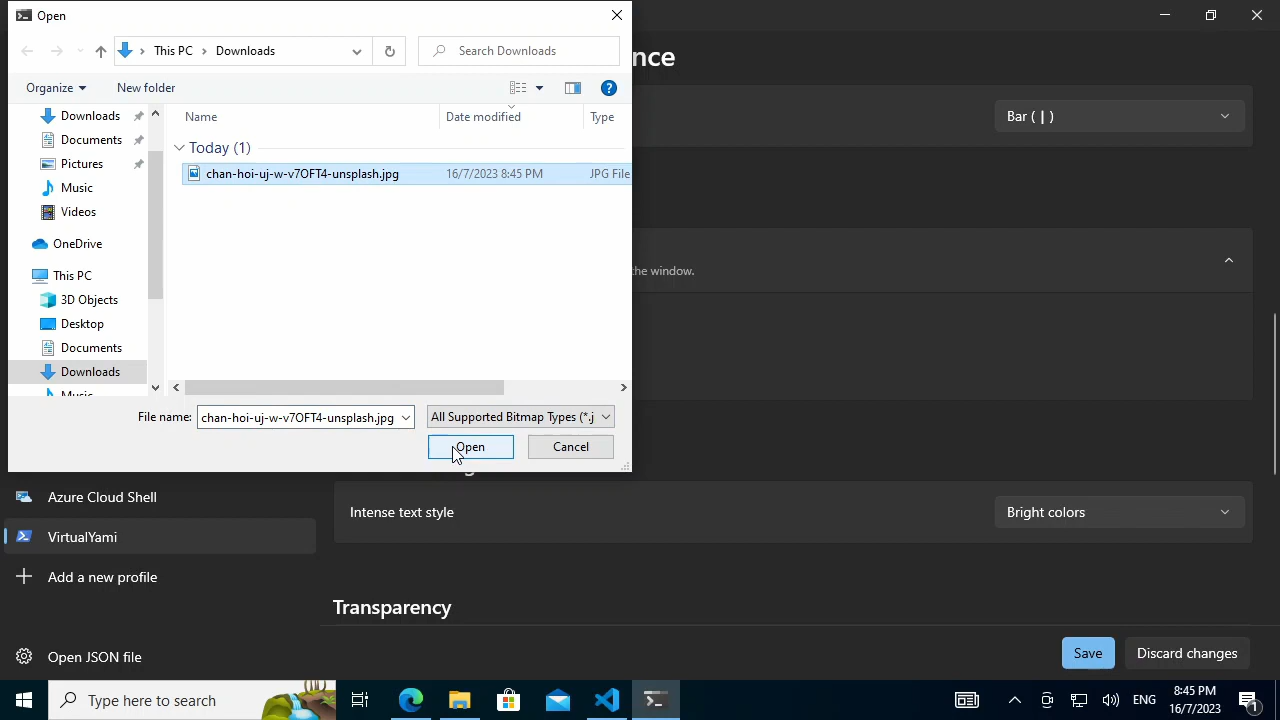 Open
This PC
Downloads
Search Downloads
Organize
New folder
Downloads
Documents
Pictures
Music
Videos
OneDrive
This PC
3D Objects
Desktop
Documents
Downloads
Name
Date modified
Type
Today (1)
chan-hoi-uj-w-v7OFT4-unsplash.jpg
16/7/2023 8:45 PM
JPG File
File name:
chan-hoi-uj-w-v7OFT4-unsplash.jpg
All Supported Bitmap Types (*.j
Open
Cancel
nce
Bar ( | )
the window.
Azure Cloud Shell
VirtualYami
Add a new profile
Open JSON file
Intense text style
Bright colors
Transparency
Save
Discard changes
Type here to search
ENG
8:45 PM
16/7/2023
1